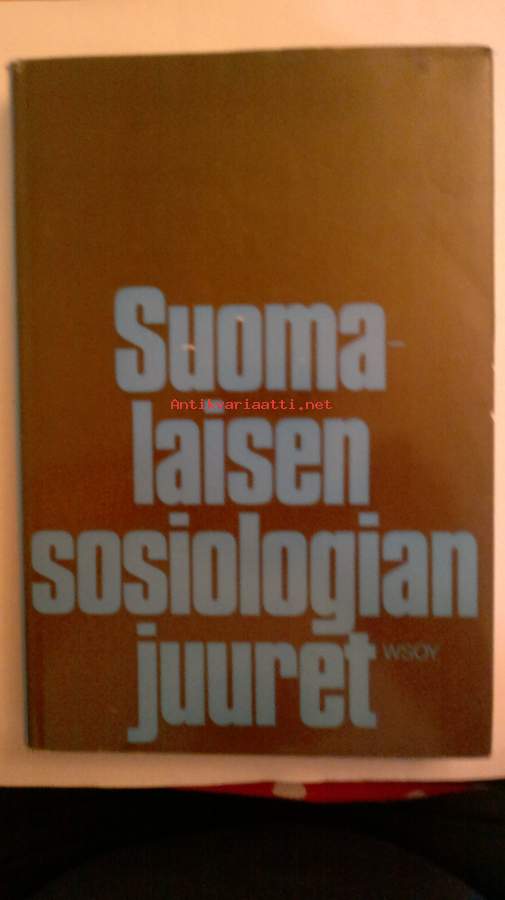 Suoma-
Antikvariaatti.net
laisen
sosiologian
juuret
WSOY